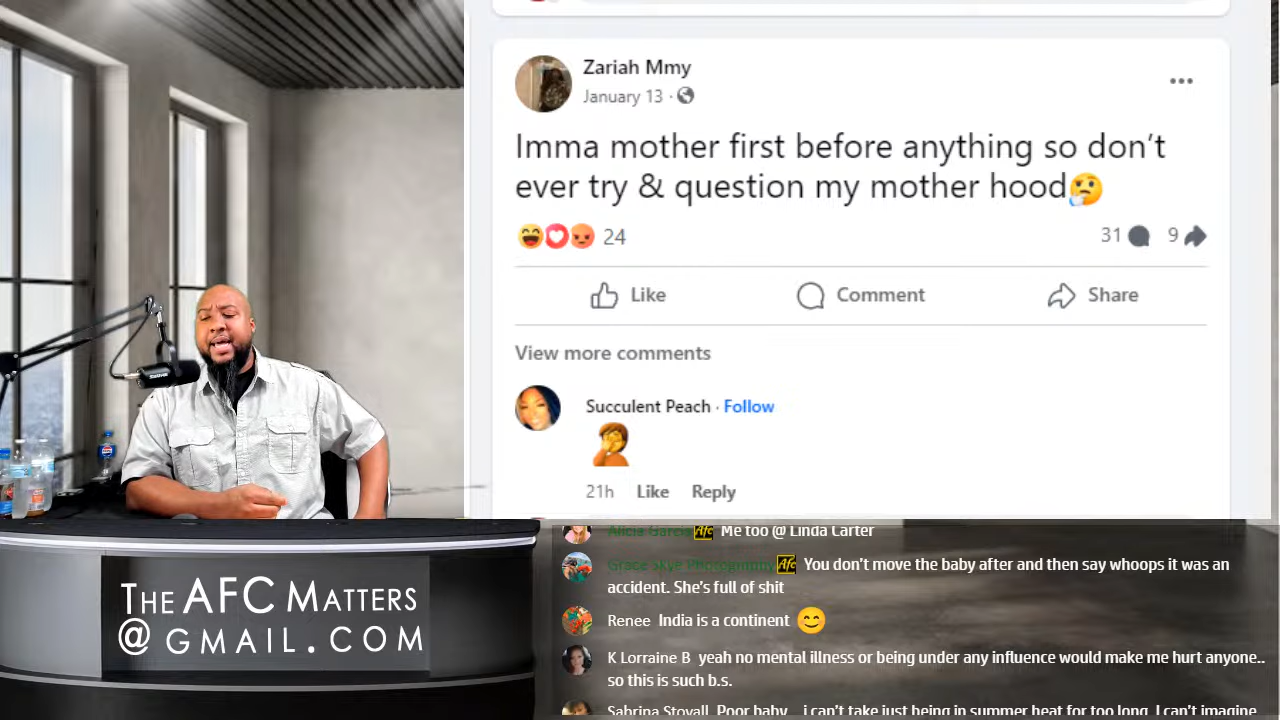 Zariah Mmy
January 13
Imma mother first before anything so don't
ever try & question my mother hood🤔
24
31
9
Like
Comment
Share
View more comments
Succulent Peach · Follow
🤦
21h Like Reply
THE AFC MATTERS
@GMAIL.COM
Alicia Garcia Afc Me too @ Linda Carter
Grace Skye Photography Afc You don't move the baby after and then say whoops it was an
accident. She's full of shit
Renee India is a continent 😊
K Lorraine B yeah no mental illness or being under any influence would make me hurt anyone..
so this is such b.s.
Sabrina Stovall Poor baby... i can't take just being in summer heat for too long. I can't imagine